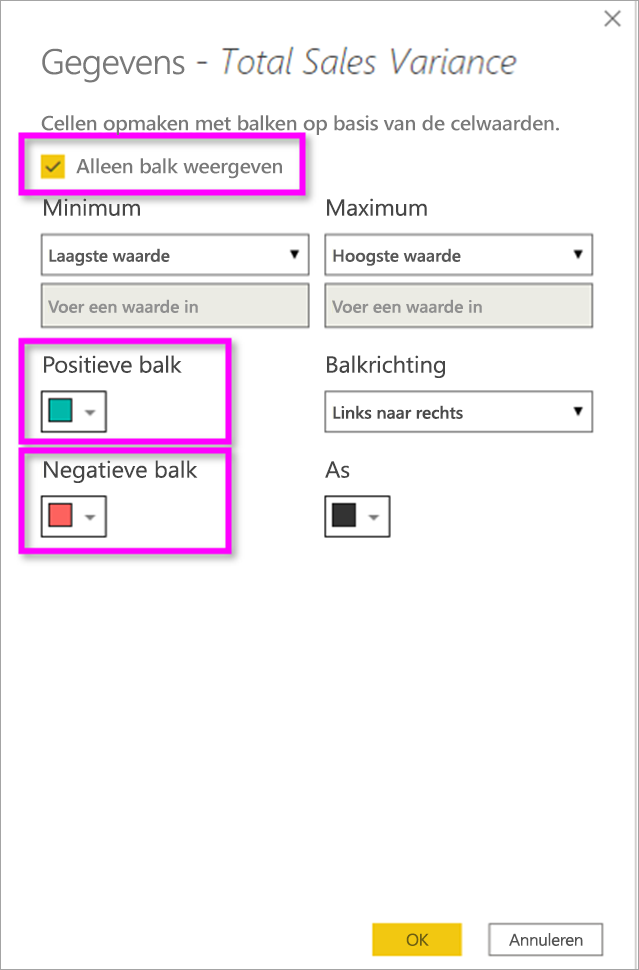 Gegevens - Total Sales Variance
Cellen opmaken met balken op basis van de celwaarden.
Alleen balk weergeven
Minimum Maximum
Laagste waarde Hoogste waarde
Voer een waarde in Voer een waarde in
Positieve balk Balkrichting
Links naar rechts
Negatieve balk As
OK Annuleren